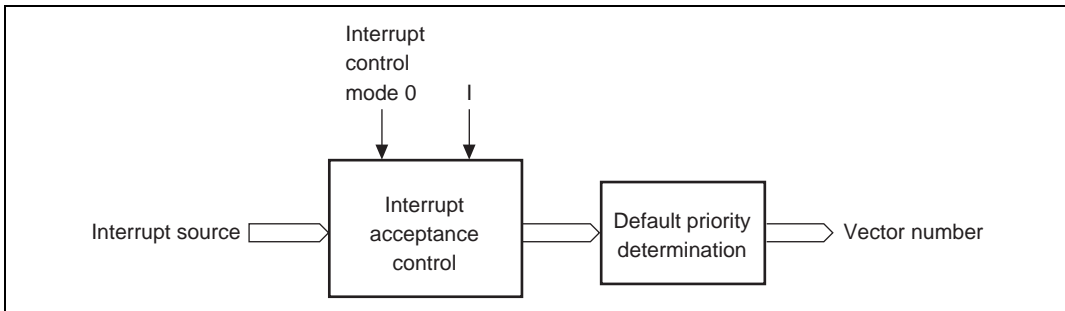 Interrupt
control
mode 0
I
Interrupt source
Interrupt
acceptance
control
Default priority
determination
Vector number